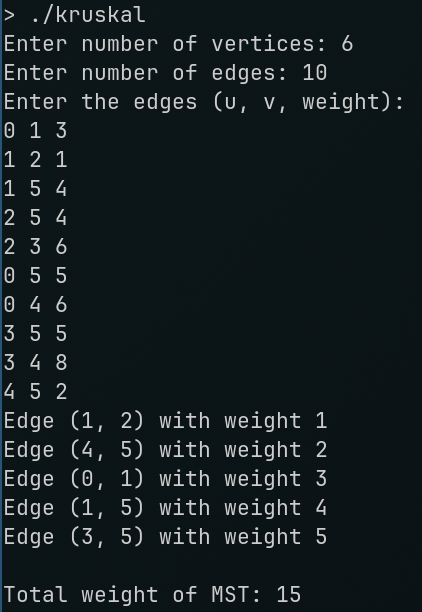 > ./kruskal
Enter number of vertices: 6
Enter number of edges: 10
Enter the edges (u, v, weight):
0 1 3
1 2 1
1 5 4
2 5 4
2 3 6
0 5 5
0 4 6
3 5 5
3 4 8
4 5 2
Edge (1, 2) with weight 1
Edge (4, 5) with weight 2
Edge (0, 1) with weight 3
Edge (1, 5) with weight 4
Edge (3, 5) with weight 5
Total weight of MST: 15